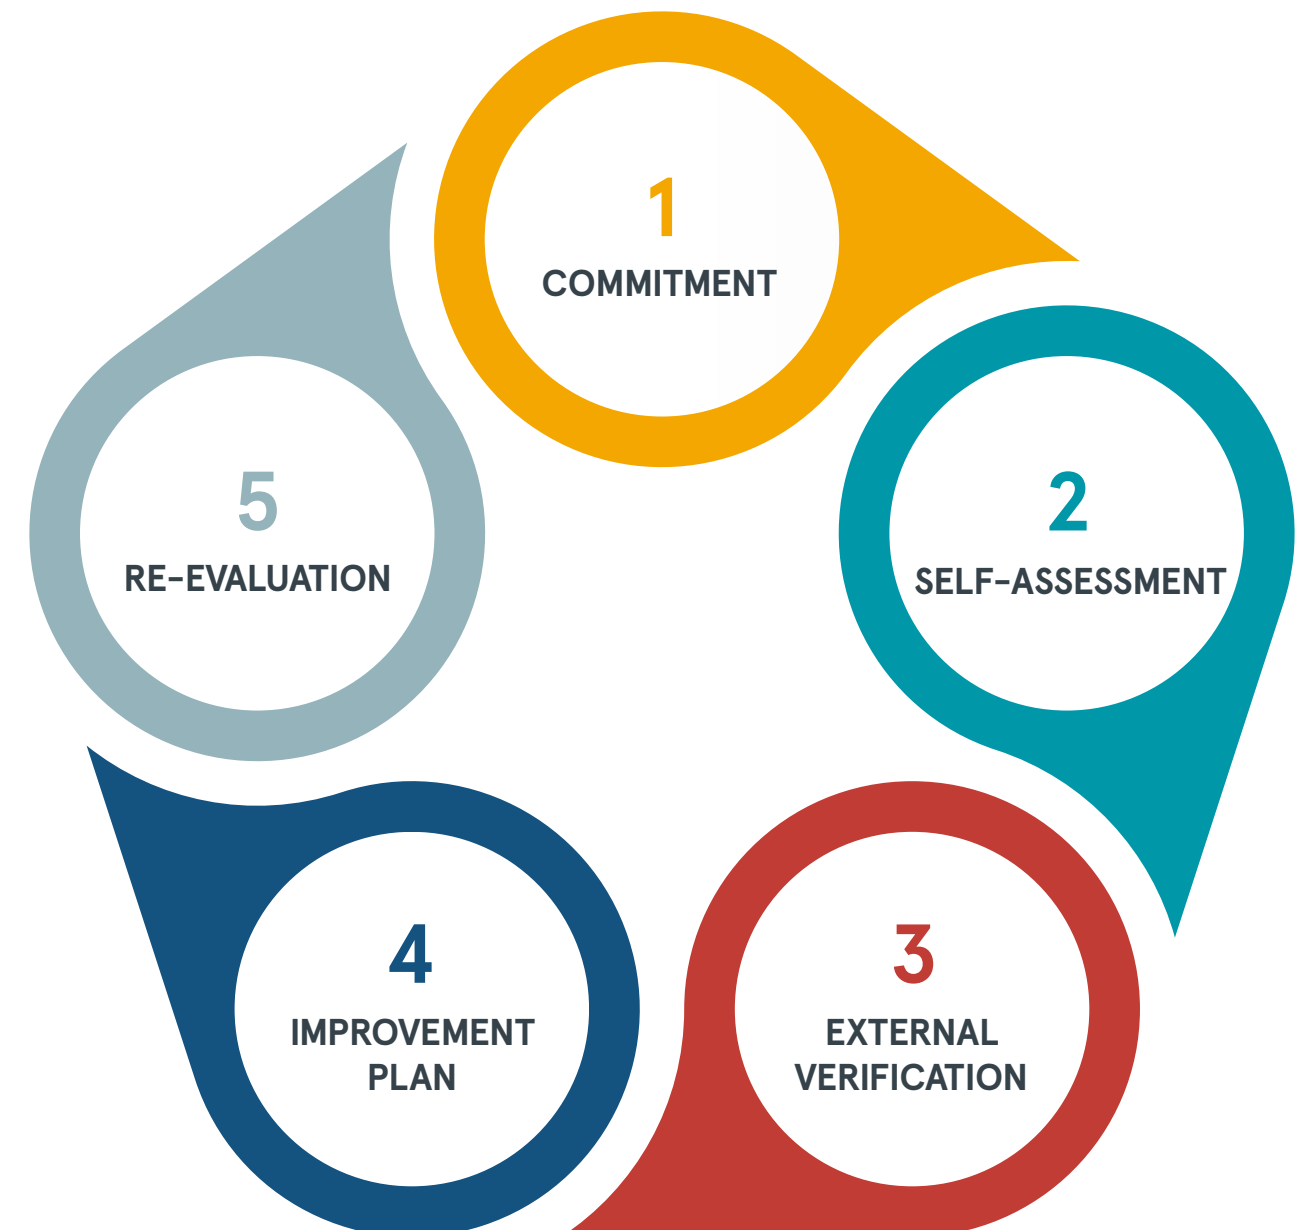 1
COMMITMENT
2
SELF-ASSESSMENT
3
EXTERNAL
VERIFICATION
4
IMPROVEMENT
PLAN
5
RE-EVALUATION